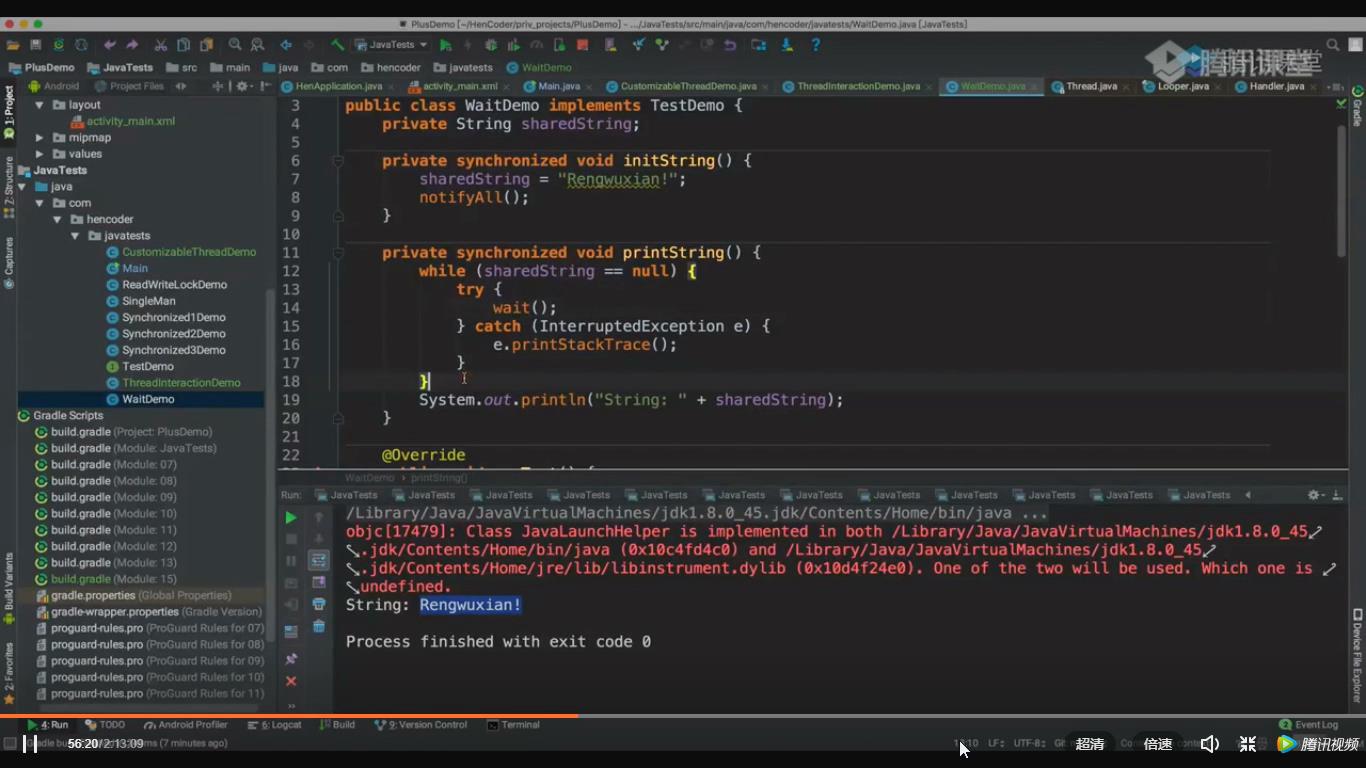 PlusDemo [~/HenCoder/priv_projects/PlusDemo] - .../JavaTests/src/main/java/com/hencoder/javatests/WaitDemo.java [JavaTests]
JavaTests
PlusDemo JavaTests src main java com hencoder javatests WaitDemo
腾讯课堂
Android Project Files
HenApplication.java activity_main.xml Main.java CustomizableThreadDemo.java ThreadInteractionDemo.java WaitDemo.java Thread.java Looper.java Handler.java
1: Project
Z: Structure
Captures
Build Variants
2: Favorites
Gradle
Device File Explorer
layout
activity_main.xml
mipmap
values
JavaTests
java
com
hencoder
javatests
CustomizableThreadDemo
Main
ReadWriteLockDemo
SingleMan
Synchronized1Demo
Synchronized2Demo
Synchronized3Demo
TestDemo
ThreadInteractionDemo
WaitDemo
Gradle Scripts
build.gradle (Project: PlusDemo)
build.gradle (Module: JavaTests)
build.gradle (Module: 07)
build.gradle (Module: 08)
build.gradle (Module: 09)
build.gradle (Module: 10)
build.gradle (Module: 11)
build.gradle (Module: 12)
build.gradle (Module: 13)
build.gradle (Module: 15)
gradle.properties (Global Properties)
gradle-wrapper.properties (Gradle Version)
proguard-rules.pro (ProGuard Rules for 07)
proguard-rules.pro (ProGuard Rules for 08)
proguard-rules.pro (ProGuard Rules for 09)
proguard-rules.pro (ProGuard Rules for 10)
proguard-rules.pro (ProGuard Rules for 11)
3 public class WaitDemo implements TestDemo {
4 private String sharedString;
5
6 private synchronized void initString() {
7 sharedString = "Rengwuxian!";
8 notifyAll();
9 }
10
11 private synchronized void printString() {
12 while (sharedString == null) {
13 try {
14 wait();
15 } catch (InterruptedException e) {
16 e.printStackTrace();
17 }
18 }
19 System.out.println("String: " + sharedString);
20 }
21
22 @Override
WaitDemo printString()
Run: JavaTests JavaTests JavaTests JavaTests JavaTests JavaTests JavaTests JavaTests JavaTests JavaTests JavaTests JavaTests
/Library/Java/JavaVirtualMachines/jdk1.8.0_45.jdk/Contents/Home/bin/java ...
objc[17479]: Class JavaLaunchHelper is implemented in both /Library/Java/JavaVirtualMachines/jdk1.8.0_45
.jdk/Contents/Home/bin/java (0x10c4fd4c0) and /Library/Java/JavaVirtualMachines/jdk1.8.0_45
.jdk/Contents/Home/jre/lib/libinstrument.dylib (0x10d4f24e0). One of the two will be used. Which one is
undefined.
String: Rengwuxian!
Process finished with exit code 0
4: Run TODO Android Profiler 6: Logcat Build 9: Version Control Terminal 2 Event Log
56:20/2:13:09 (7 minutes ago)
LF: UTF-8: 超清 倍速 腾讯视频